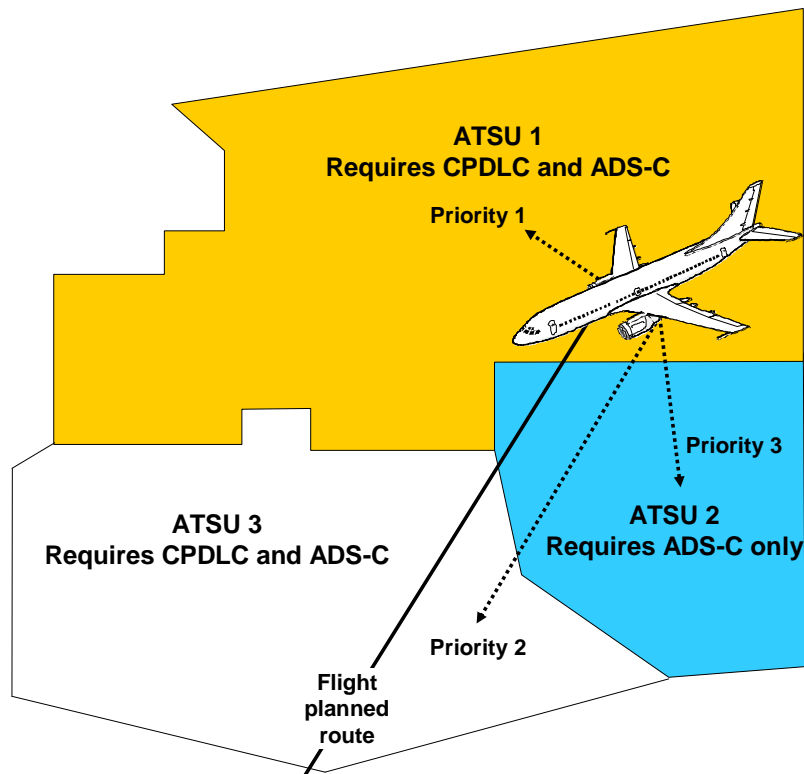 ATSU 1
Requires CPDLC and ADS-C
Priority 1
Priority 3
ATSU 3
Requires CPDLC and ADS-C
ATSU 2
Requires ADS-C only
Priority 2
Flight
planned
route